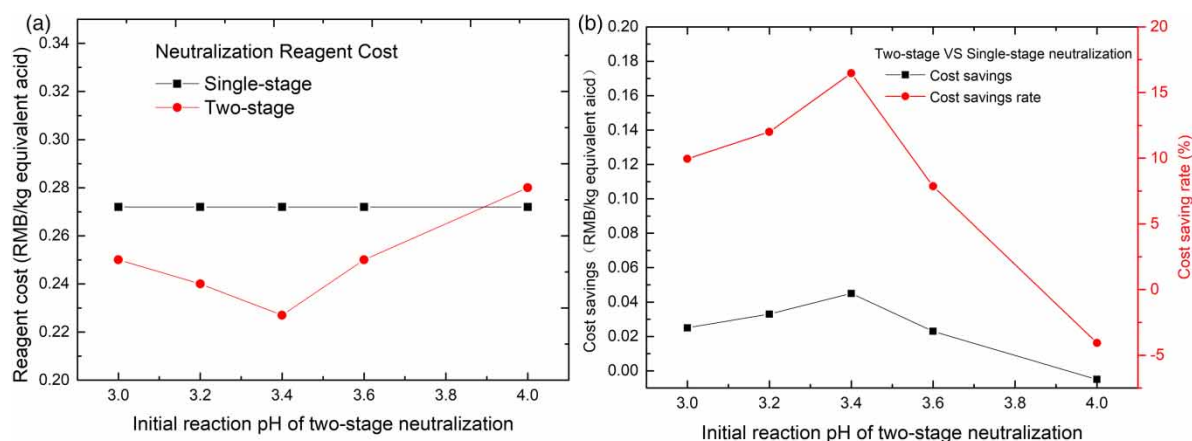 (a)
Neutralization Reagent Cost
Single-stage
Two-stage
Reagent cost (RMB/kg equivalent acid)
0.34
0.32
0.30
0.28
0.26
0.24
0.22
0.20
3.0 3.2 3.4 3.6 3.8 4.0
Initial reaction pH of two-stage neutralization
(b)
Two-stage VS Single-stage neutralization
Cost savings
Cost savings rate
Cost savings（RMB/kg equivalent aicd）
0.20
0.18
0.16
0.14
0.12
0.10
0.08
0.06
0.04
0.02
0.00
20
15
10
5
0
-5
Cost saving rate (%)
3.0 3.2 3.4 3.6 3.8 4.0
Initial reaction pH of two-stage neutralization